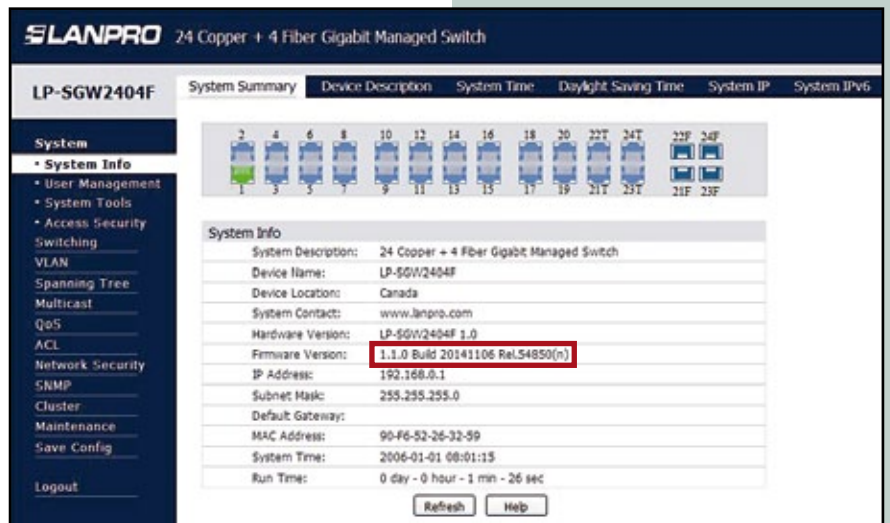 LANPRO 24 Copper + 4 Fiber Gigabit Managed Switch
LP-SGW2404F
System Summary Device Description System Time Daylight Saving Time System IP System IPv6
System
• System Info
• User Management
• System Tools
• Access Security
Switching
VLAN
Spanning Tree
Multicast
QoS
ACL
Network Security
SNMP
Cluster
Maintenance
Save Config
Logout
2 4 6 8 10 12 14 16 18 20 22T 24T 22F 24F
1 3 5 7 9 11 13 15 17 19 21T 23T 21F 23F
System Info
System Description: 24 Copper + 4 Fiber Gigabit Managed Switch
Device Name: LP-SGW2404F
Device Location: Canada
System Contact: www.lanpro.com
Hardware Version: LP-SGW2404F 1.0
Firmware Version: 1.1.0 Build 20141106 Rel.54850(n)
IP Address: 192.168.0.1
Subnet Mask: 255.255.255.0
Default Gateway:
MAC Address: 90-F6-52-26-32-59
System Time: 2006-01-01 08:01:15
Run Time: 0 day - 0 hour - 1 min - 26 sec
Refresh Help